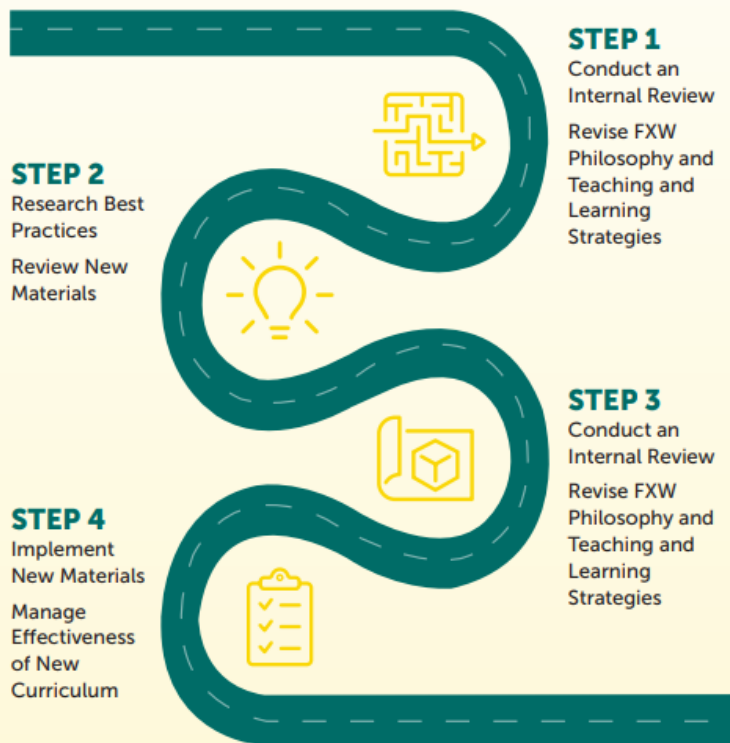 STEP 1
Conduct an
Internal Review
Revise FXW
Philosophy and
Teaching and
Learning
Strategies
STEP 2
Research Best
Practices
Review New
Materials
STEP 3
Conduct an
Internal Review
Revise FXW
Philosophy and
Teaching and
Learning
Strategies
STEP 4
Implement
New Materials
Manage
Effectiveness
of New
Curriculum